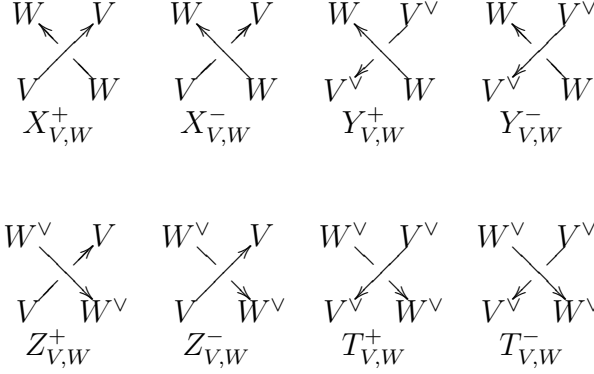 W V W V W V^∨ W V^∨
V W V W V^∨ W V^∨ W
X^+_{V,W} X^-_{V,W} Y^+_{V,W} Y^-_{V,W}
W^∨ V W^∨ V W^∨ V^∨ W^∨ V^∨
V W^∨ V W^∨ V^∨ W^∨ V^∨ W^∨
Z^+_{V,W} Z^-_{V,W} T^+_{V,W} T^-_{V,W}